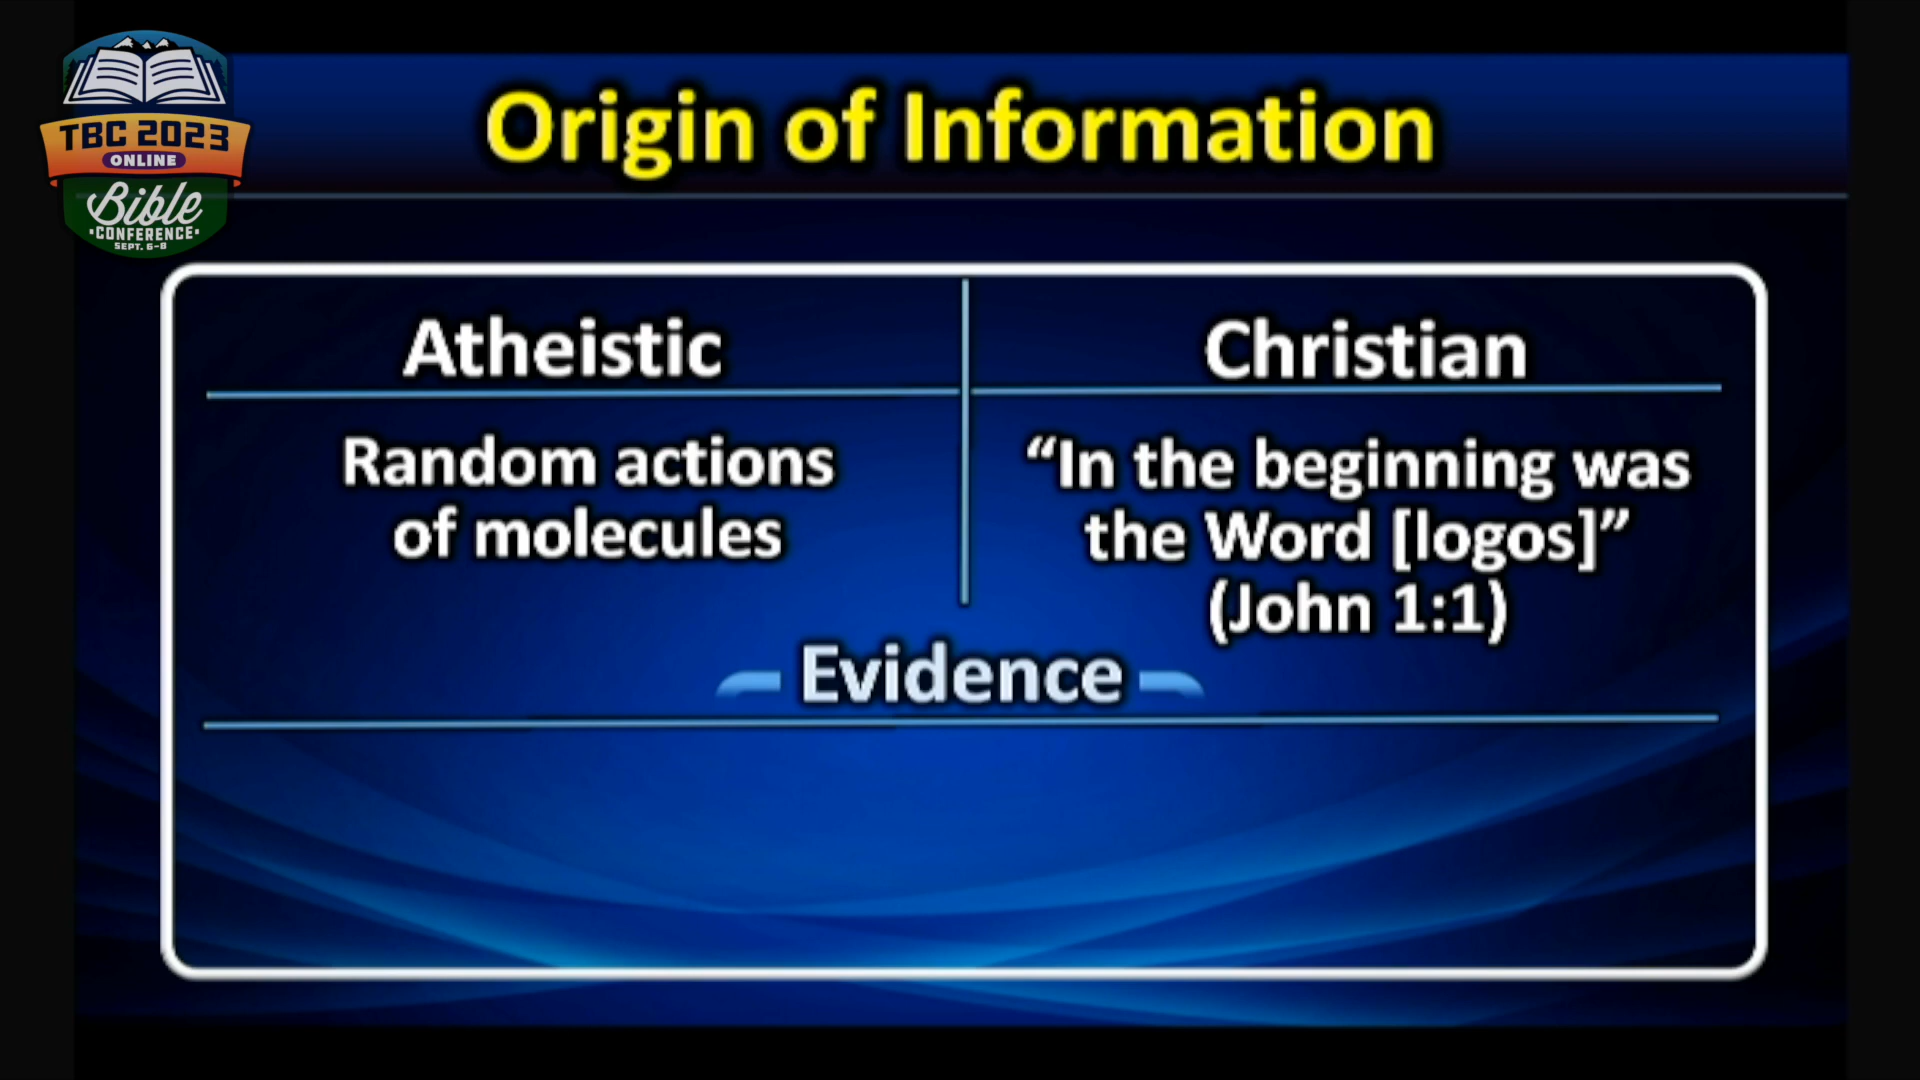 TBC 2023
ONLINE
Bible
•CONFERENCE•
SEPT. 6-8
Origin of Information
Atheistic
Christian
Random actions
of molecules
“In the beginning was
the Word [logos]”
(John 1:1)
Evidence